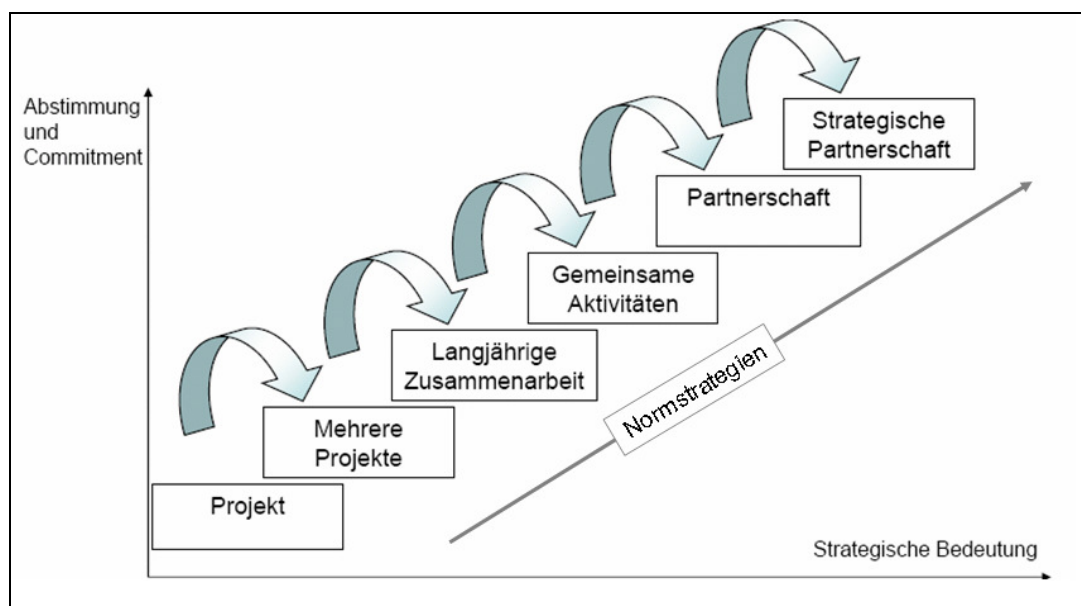 Abstimmung
und
Commitment
Strategische
Partnerschaft
Partnerschaft
Gemeinsame
Aktivitäten
Langjährige
Zusammenarbeit
Mehrere
Projekte
Projekt
Normstrategien
Strategische Bedeutung